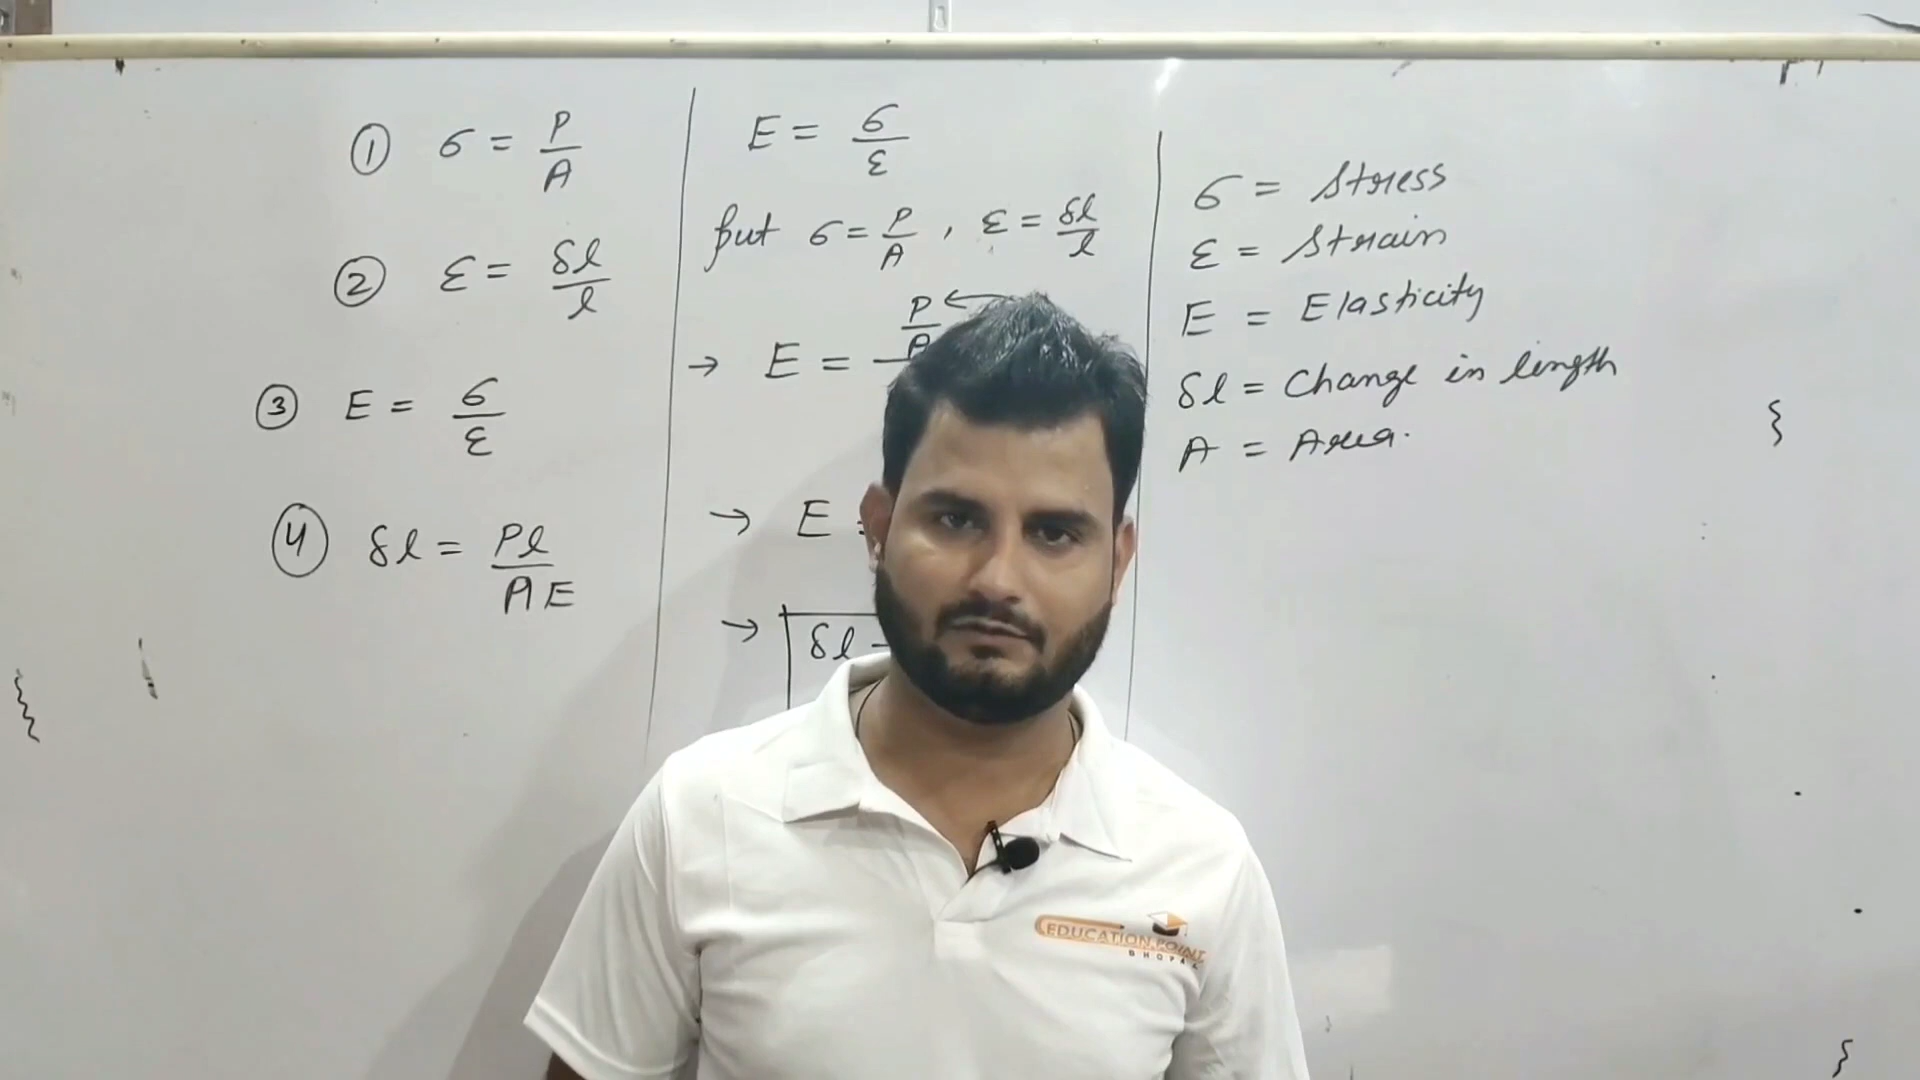 ① σ = P/A
② ε = δl/l
③ E = σ/ε
④ δl = Pl/AE
E = σ/ε
put σ = P/A , ε = δl/l
→ E = P/A
→ E =
→ δl
σ = Stress
ε = Strain
E = Elasticity
δl = Change in length
A = Area.
EDUCATION POINT
BHOPAL